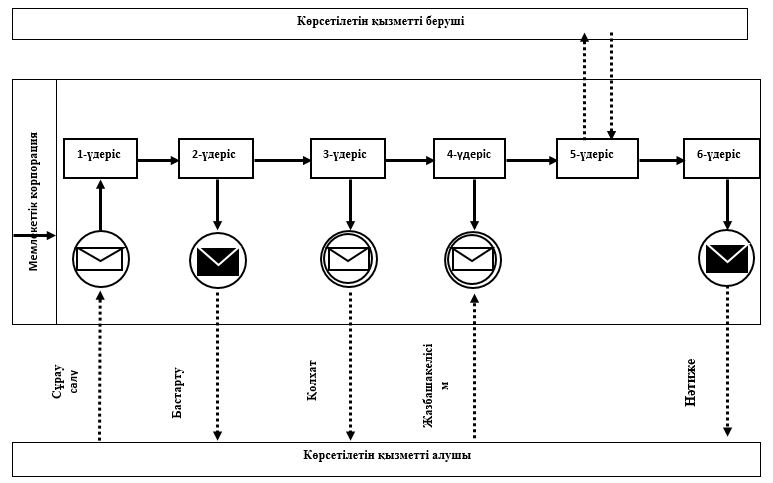 Көрсетілетін қызметті беруші
Мемлекеттік корпорация
1-үдеріс
2-үдеріс
3-үдеріс
4-үдеріс
5-үдеріс
6-үдеріс
Сұрау
салу
Бастарту
Қолхат
Жазбашакелісі
м
Нәтиже
Көрсетілетін қызметті алушы